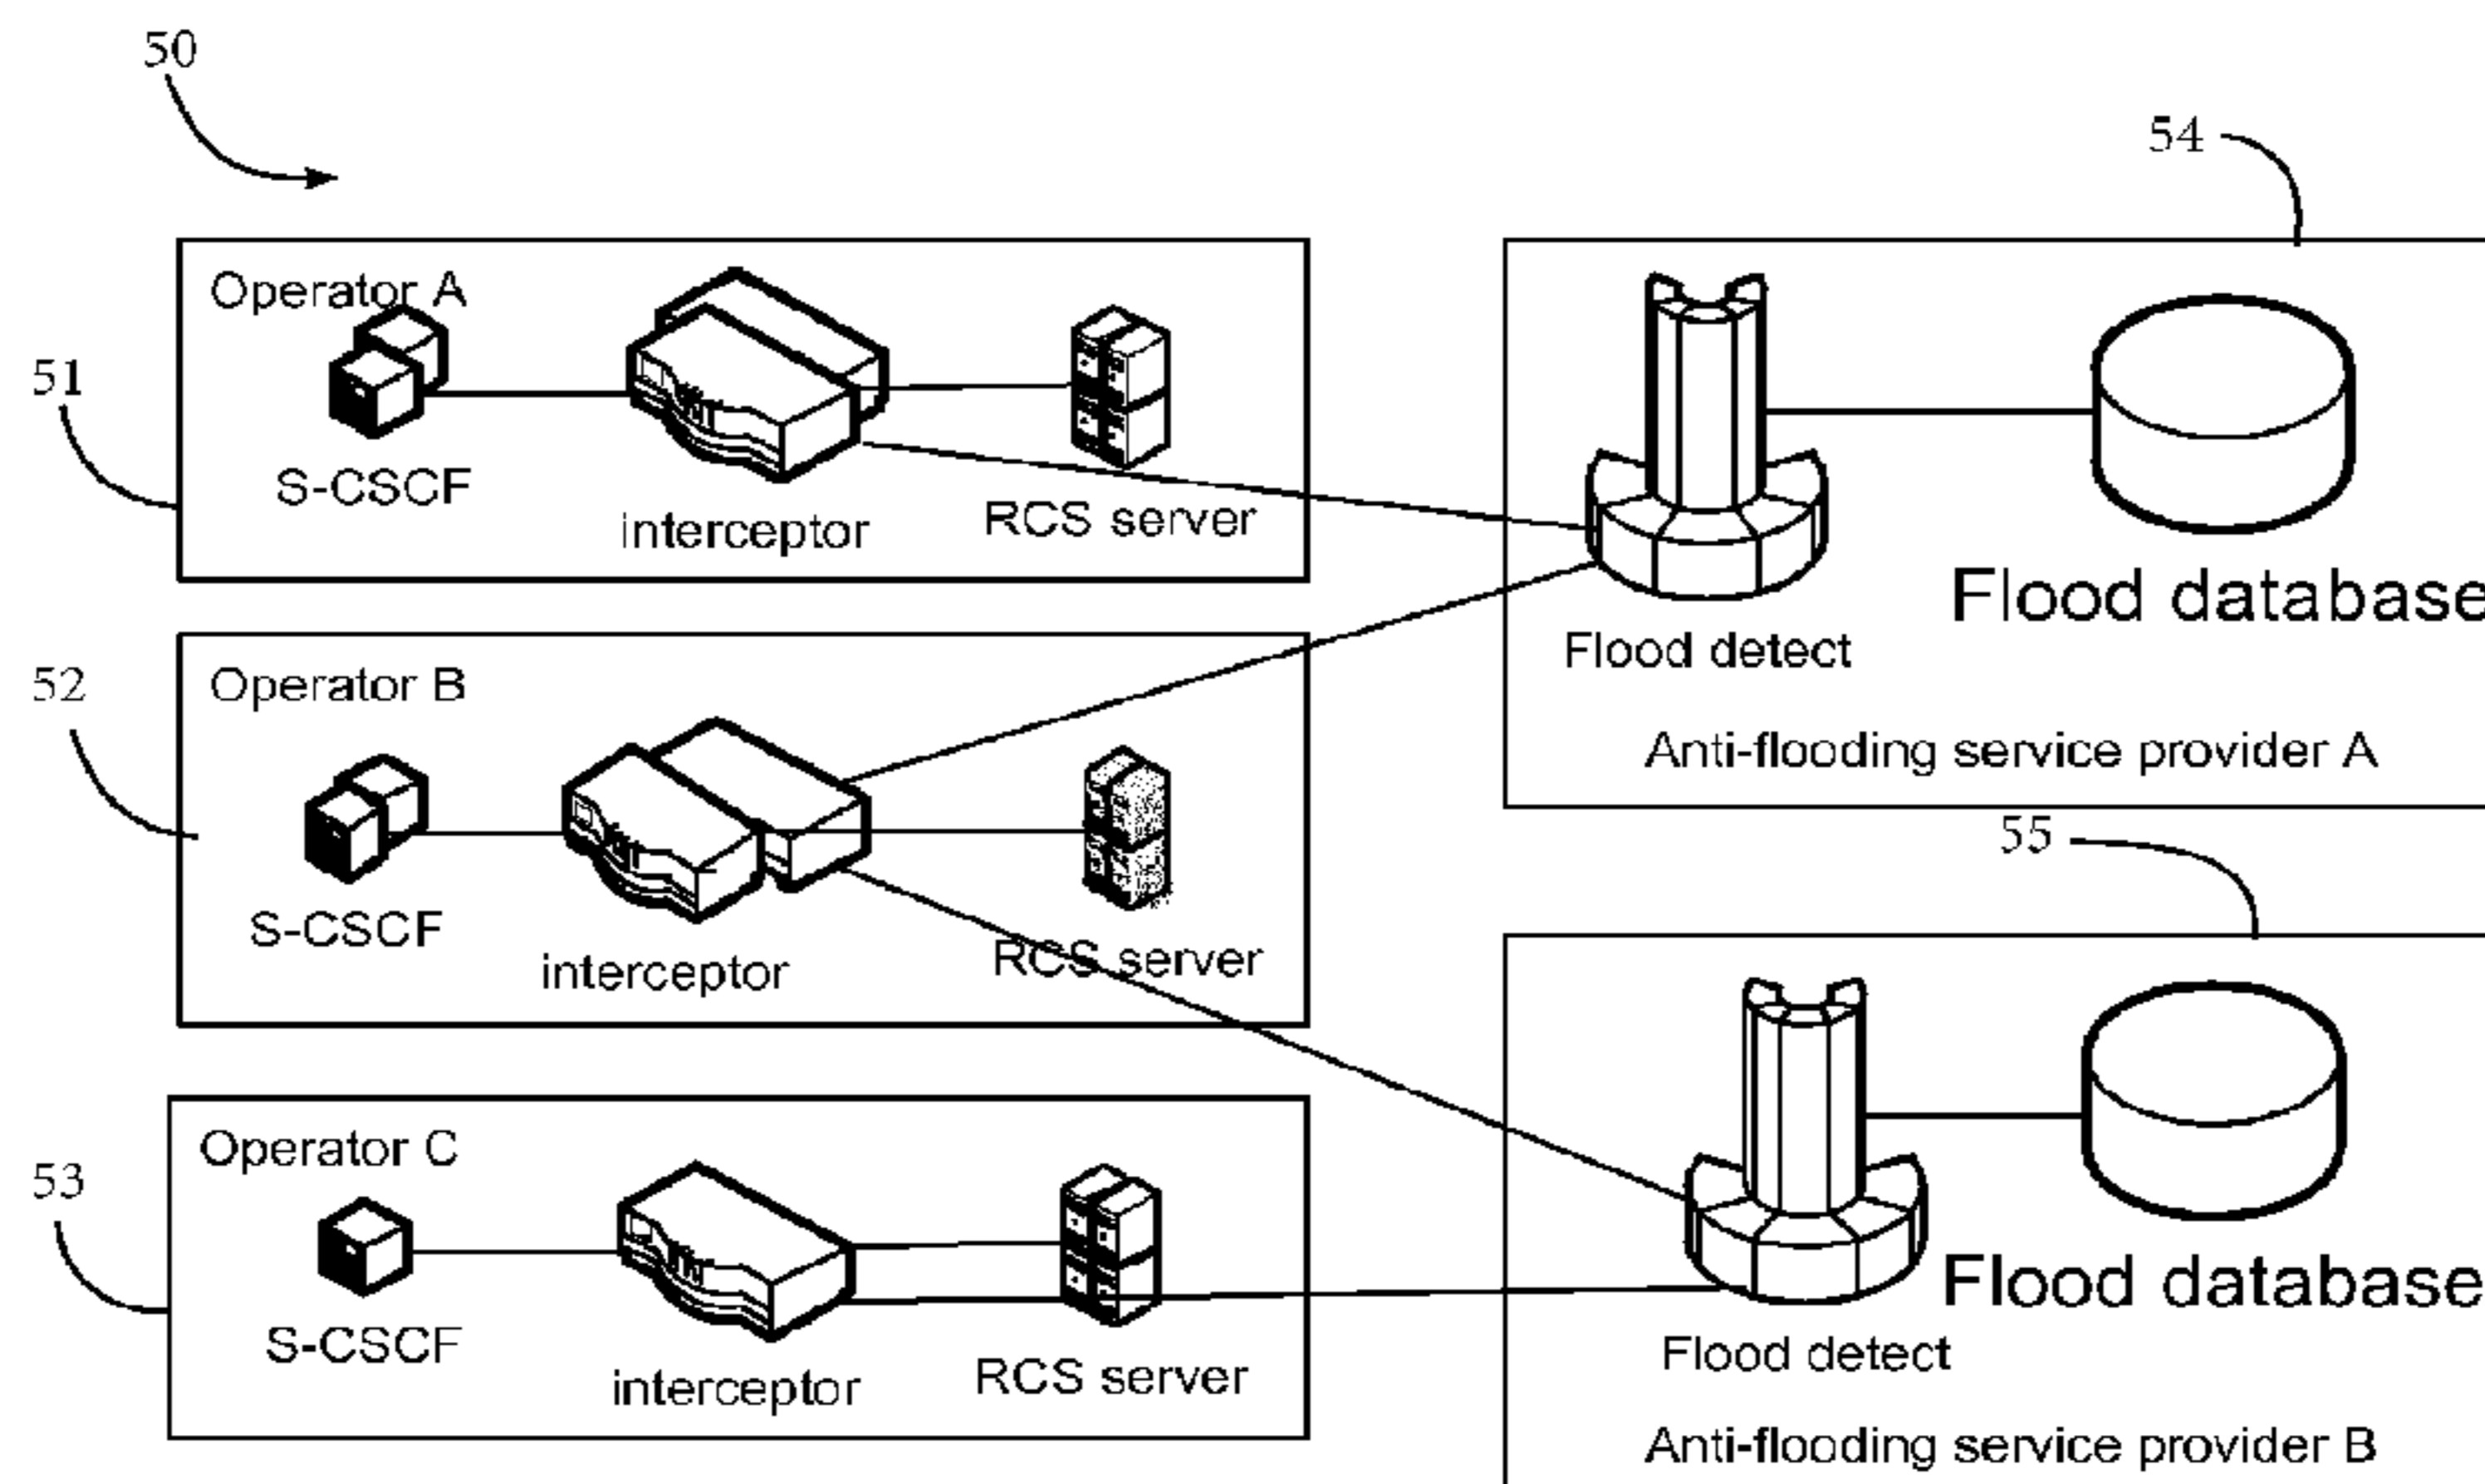 50
54
Operator A
51
S-CSCF
interceptor
RCS server
Flood database
Flood detect
Anti-flooding service provider A
52
Operator B
S-CSCF
interceptor
RCS server
55
53
Operator C
S-CSCF
interceptor
RCS server
Flood database
Flood detect
Anti-flooding service provider B